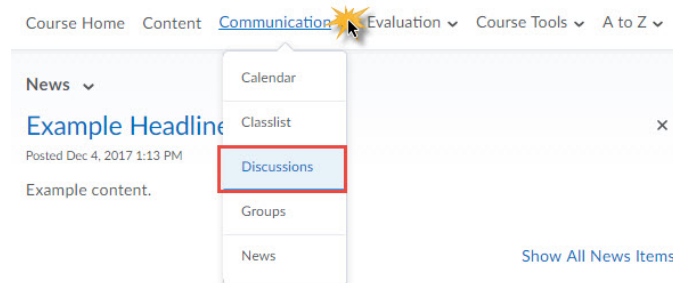 Course Home Content Communication Evaluation Course Tools A to Z
News
Calendar
Example Headline
Classlist
Posted Dec 4, 2017 1:13 PM
Discussions
Example content.
Groups
News
Show All News Items